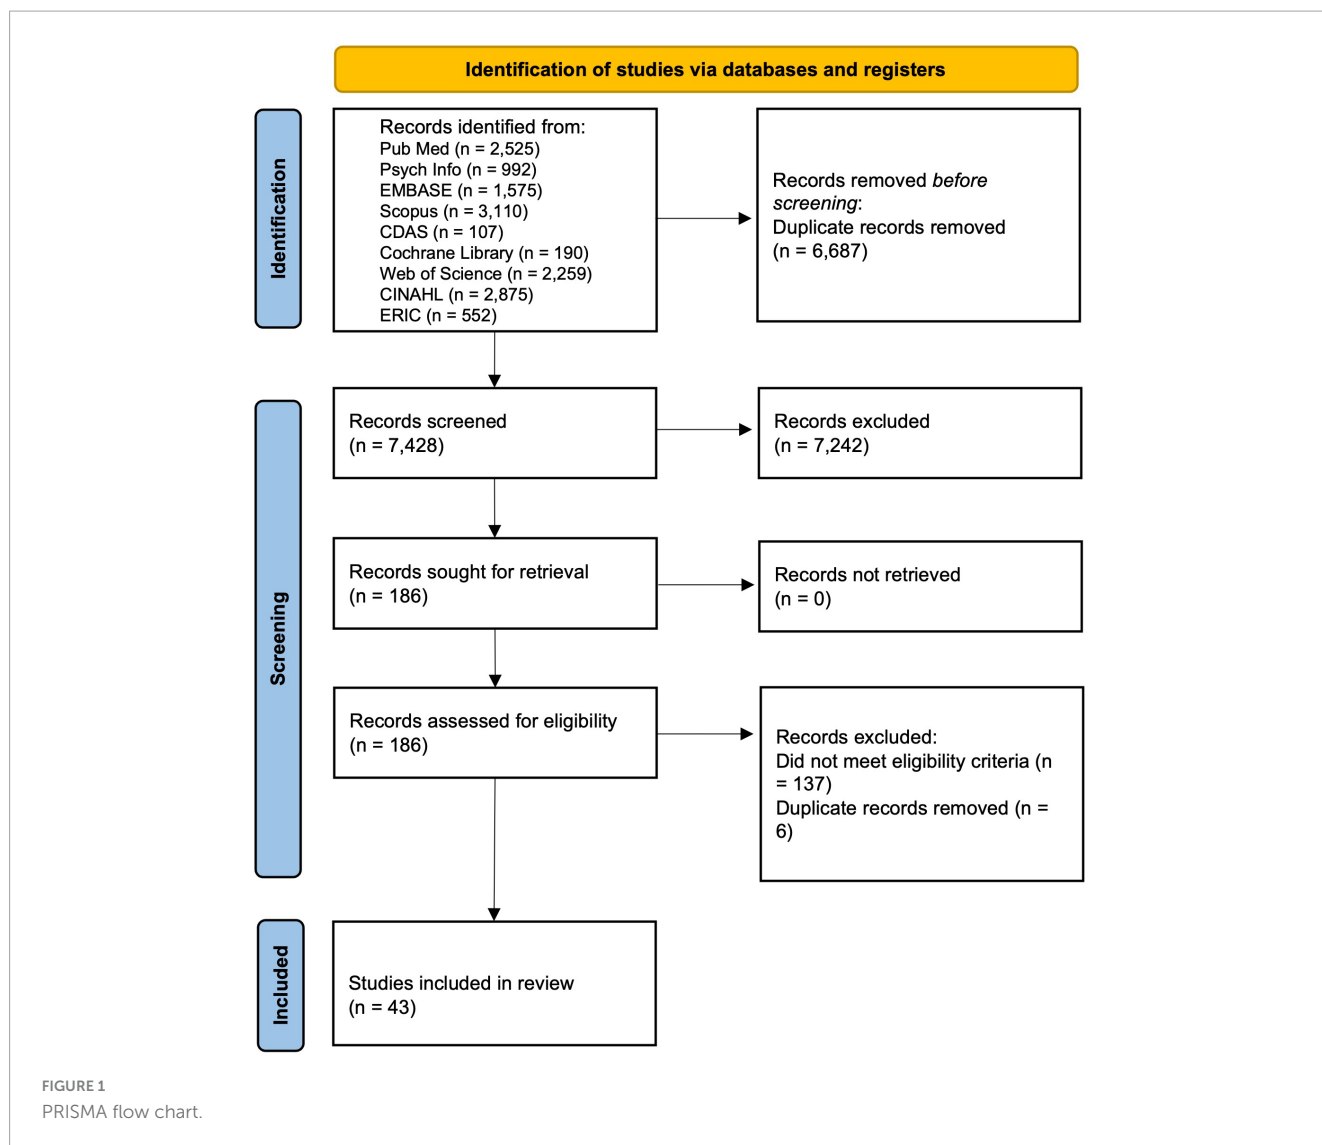 Identification of studies via databases and registers
Identification
Records identified from:
Pub Med (n = 2,525)
Psych Info (n = 992)
EMBASE (n = 1,575)
Scopus (n = 3,110)
CDAS (n = 107)
Cochrane Library (n = 190)
Web of Science (n = 2,259)
CINAHL (n = 2,875)
ERIC (n = 552)
Records removed before
screening:
Duplicate records removed
(n = 6,687)
Screening
Records screened
(n = 7,428)
Records excluded
(n = 7,242)
Records sought for retrieval
(n = 186)
Records not retrieved
(n = 0)
Records assessed for eligibility
(n = 186)
Records excluded:
Did not meet eligibility criteria (n
= 137)
Duplicate records removed (n =
6)
Included
Studies included in review
(n = 43)
FIGURE 1
PRISMA flow chart.